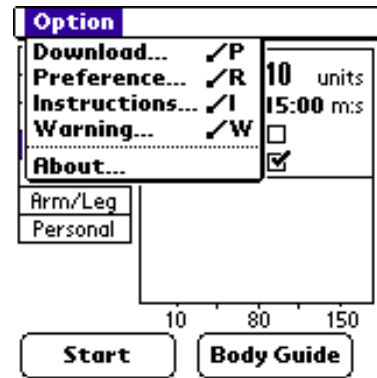 Option
Download... ⁄P
Preference... ⁄R
Instructions... ⁄I
Warning... ⁄W
About...
10 units
15:00 m:s
Arm/Leg
Personal
10 80 150
Start
Body Guide